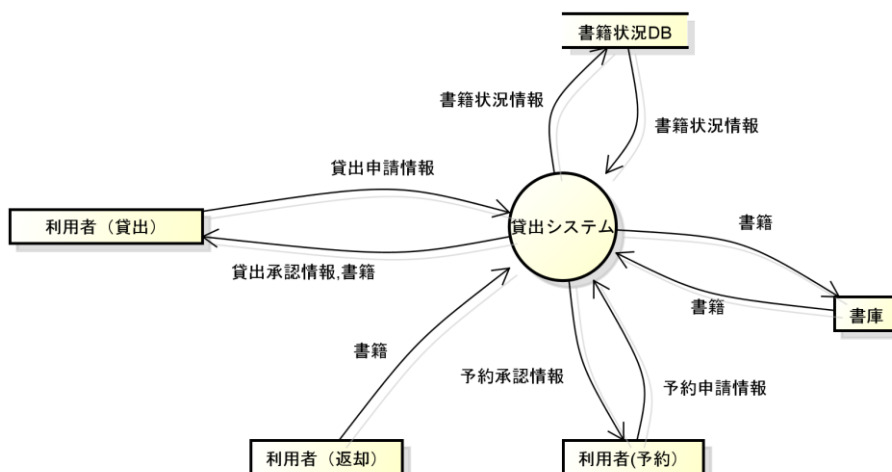 書籍状況DB
書籍状況情報
書籍状況情報
貸出申請情報
利用者（貸出）
貸出システム
書籍
貸出承認情報,書籍
書籍
書庫
書籍
予約承認情報
予約申請情報
利用者（返却）
利用者(予約）